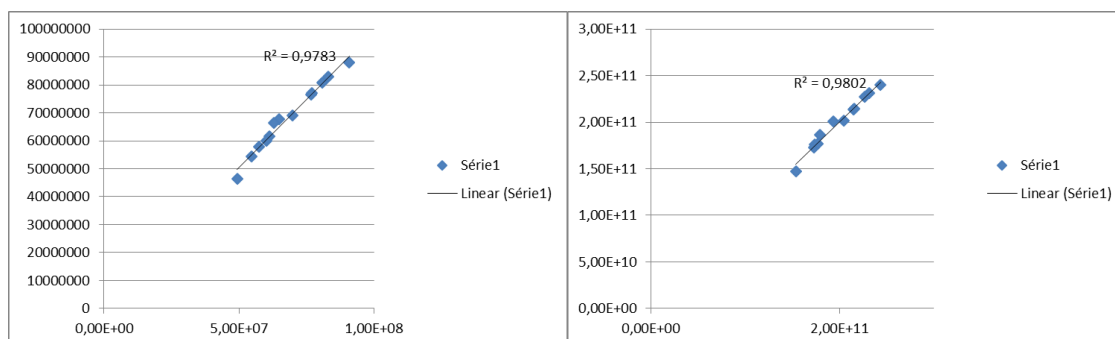 100000000
90000000
80000000
70000000
60000000
50000000
40000000
30000000
20000000
10000000
0
0,00E+00 5,00E+07 1,00E+08
R² = 0,9783
Série1
Linear (Série1)
3,00E+11
2,50E+11
2,00E+11
1,50E+11
1,00E+11
5,00E+10
0,00E+00
0,00E+00 2,00E+11
R² = 0,9802
Série1
Linear (Série1)